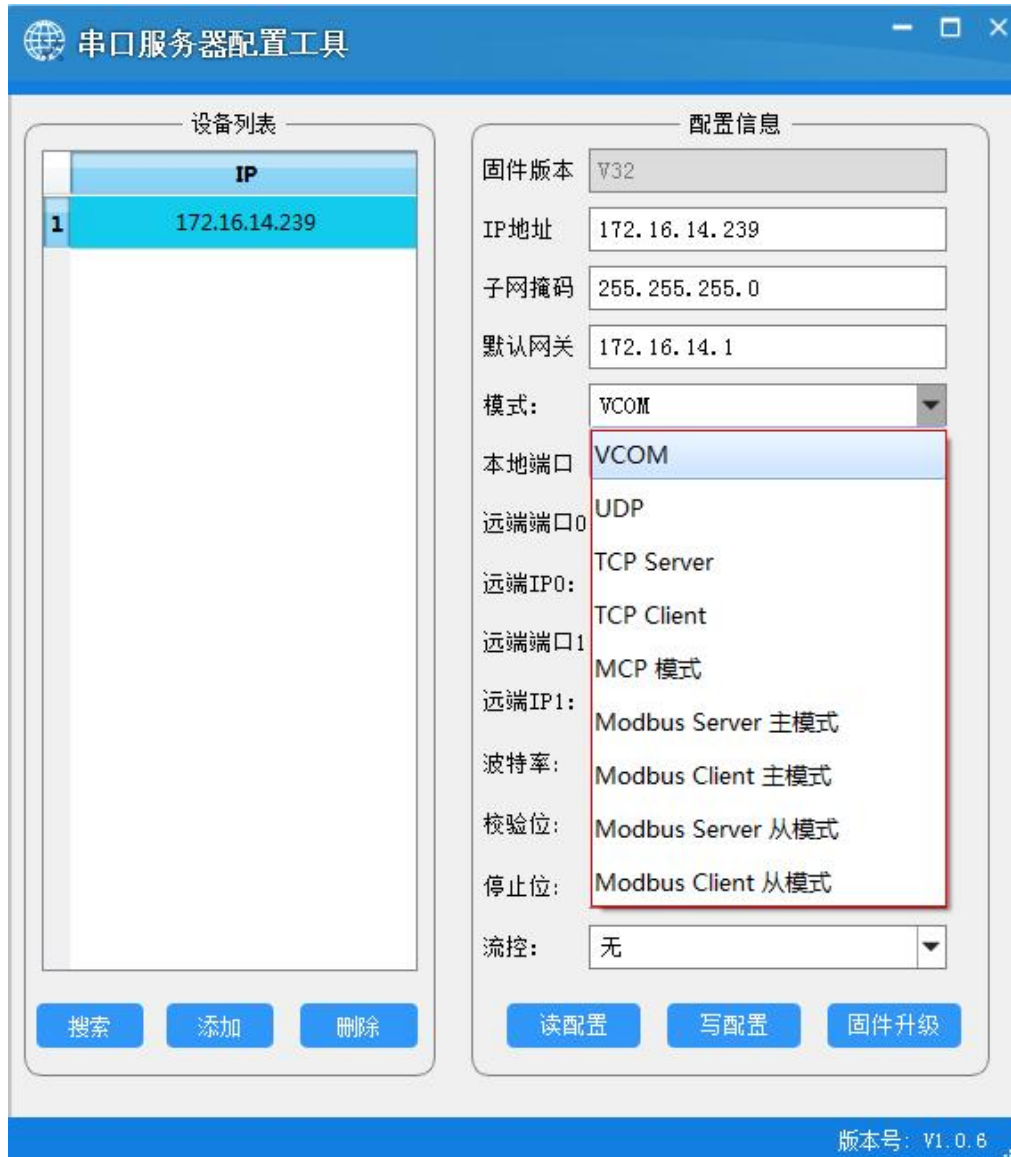 串口服务器配置工具
设备列表
IP
1 172.16.14.239
搜索 添加 删除
配置信息
固件版本 V32
IP地址 172.16.14.239
子网掩码 255.255.255.0
默认网关 172.16.14.1
模式: VCOM
本地端口
远端端口0
远端IP0:
远端端口1
远端IP1:
波特率:
校验位:
停止位:
VCOM
UDP
TCP Server
TCP Client
MCP 模式
Modbus Server 主模式
Modbus Client 主模式
Modbus Server 从模式
Modbus Client 从模式
流控: 无
读配置 写配置 固件升级
版本号: V1.0.6